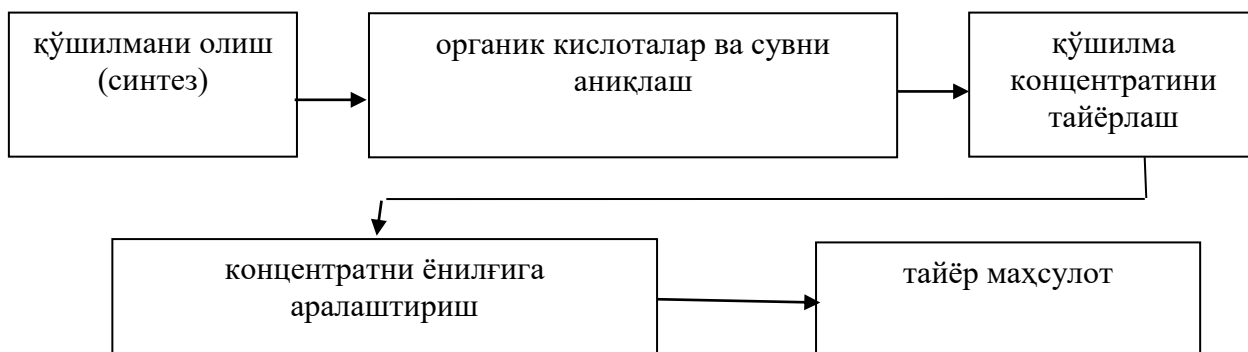 қўшилмани олиш
(синтез)
органик кислоталар ва сувни
аниқлаш
қўшилма
концентратини
тайёрлаш
концентратни ёнилғига
аралаштириш
тайёр маҳсулот